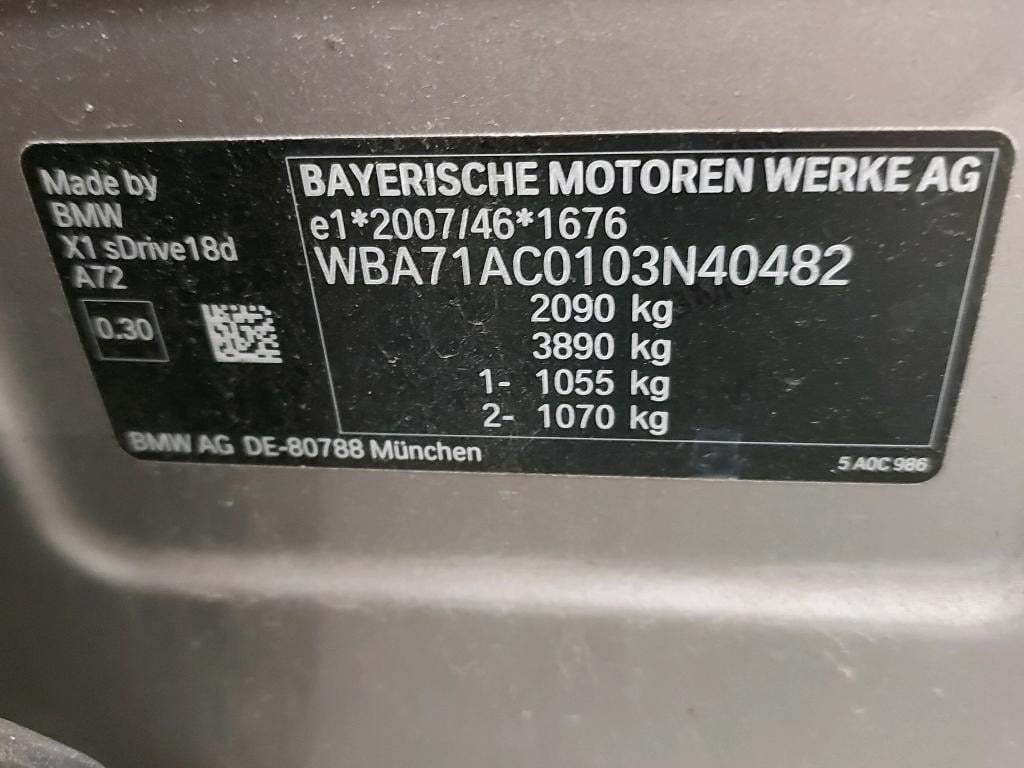 Made by
BMW
X1 sDrive18d
A72
0.30
BAYERISCHE MOTOREN WERKE AG
e1*2007/46*1676
WBA71AC0103N40482
2090 kg
3890 kg
1- 1055 kg
2- 1070 kg
BMW AG DE-80788 München
5 A0C 986